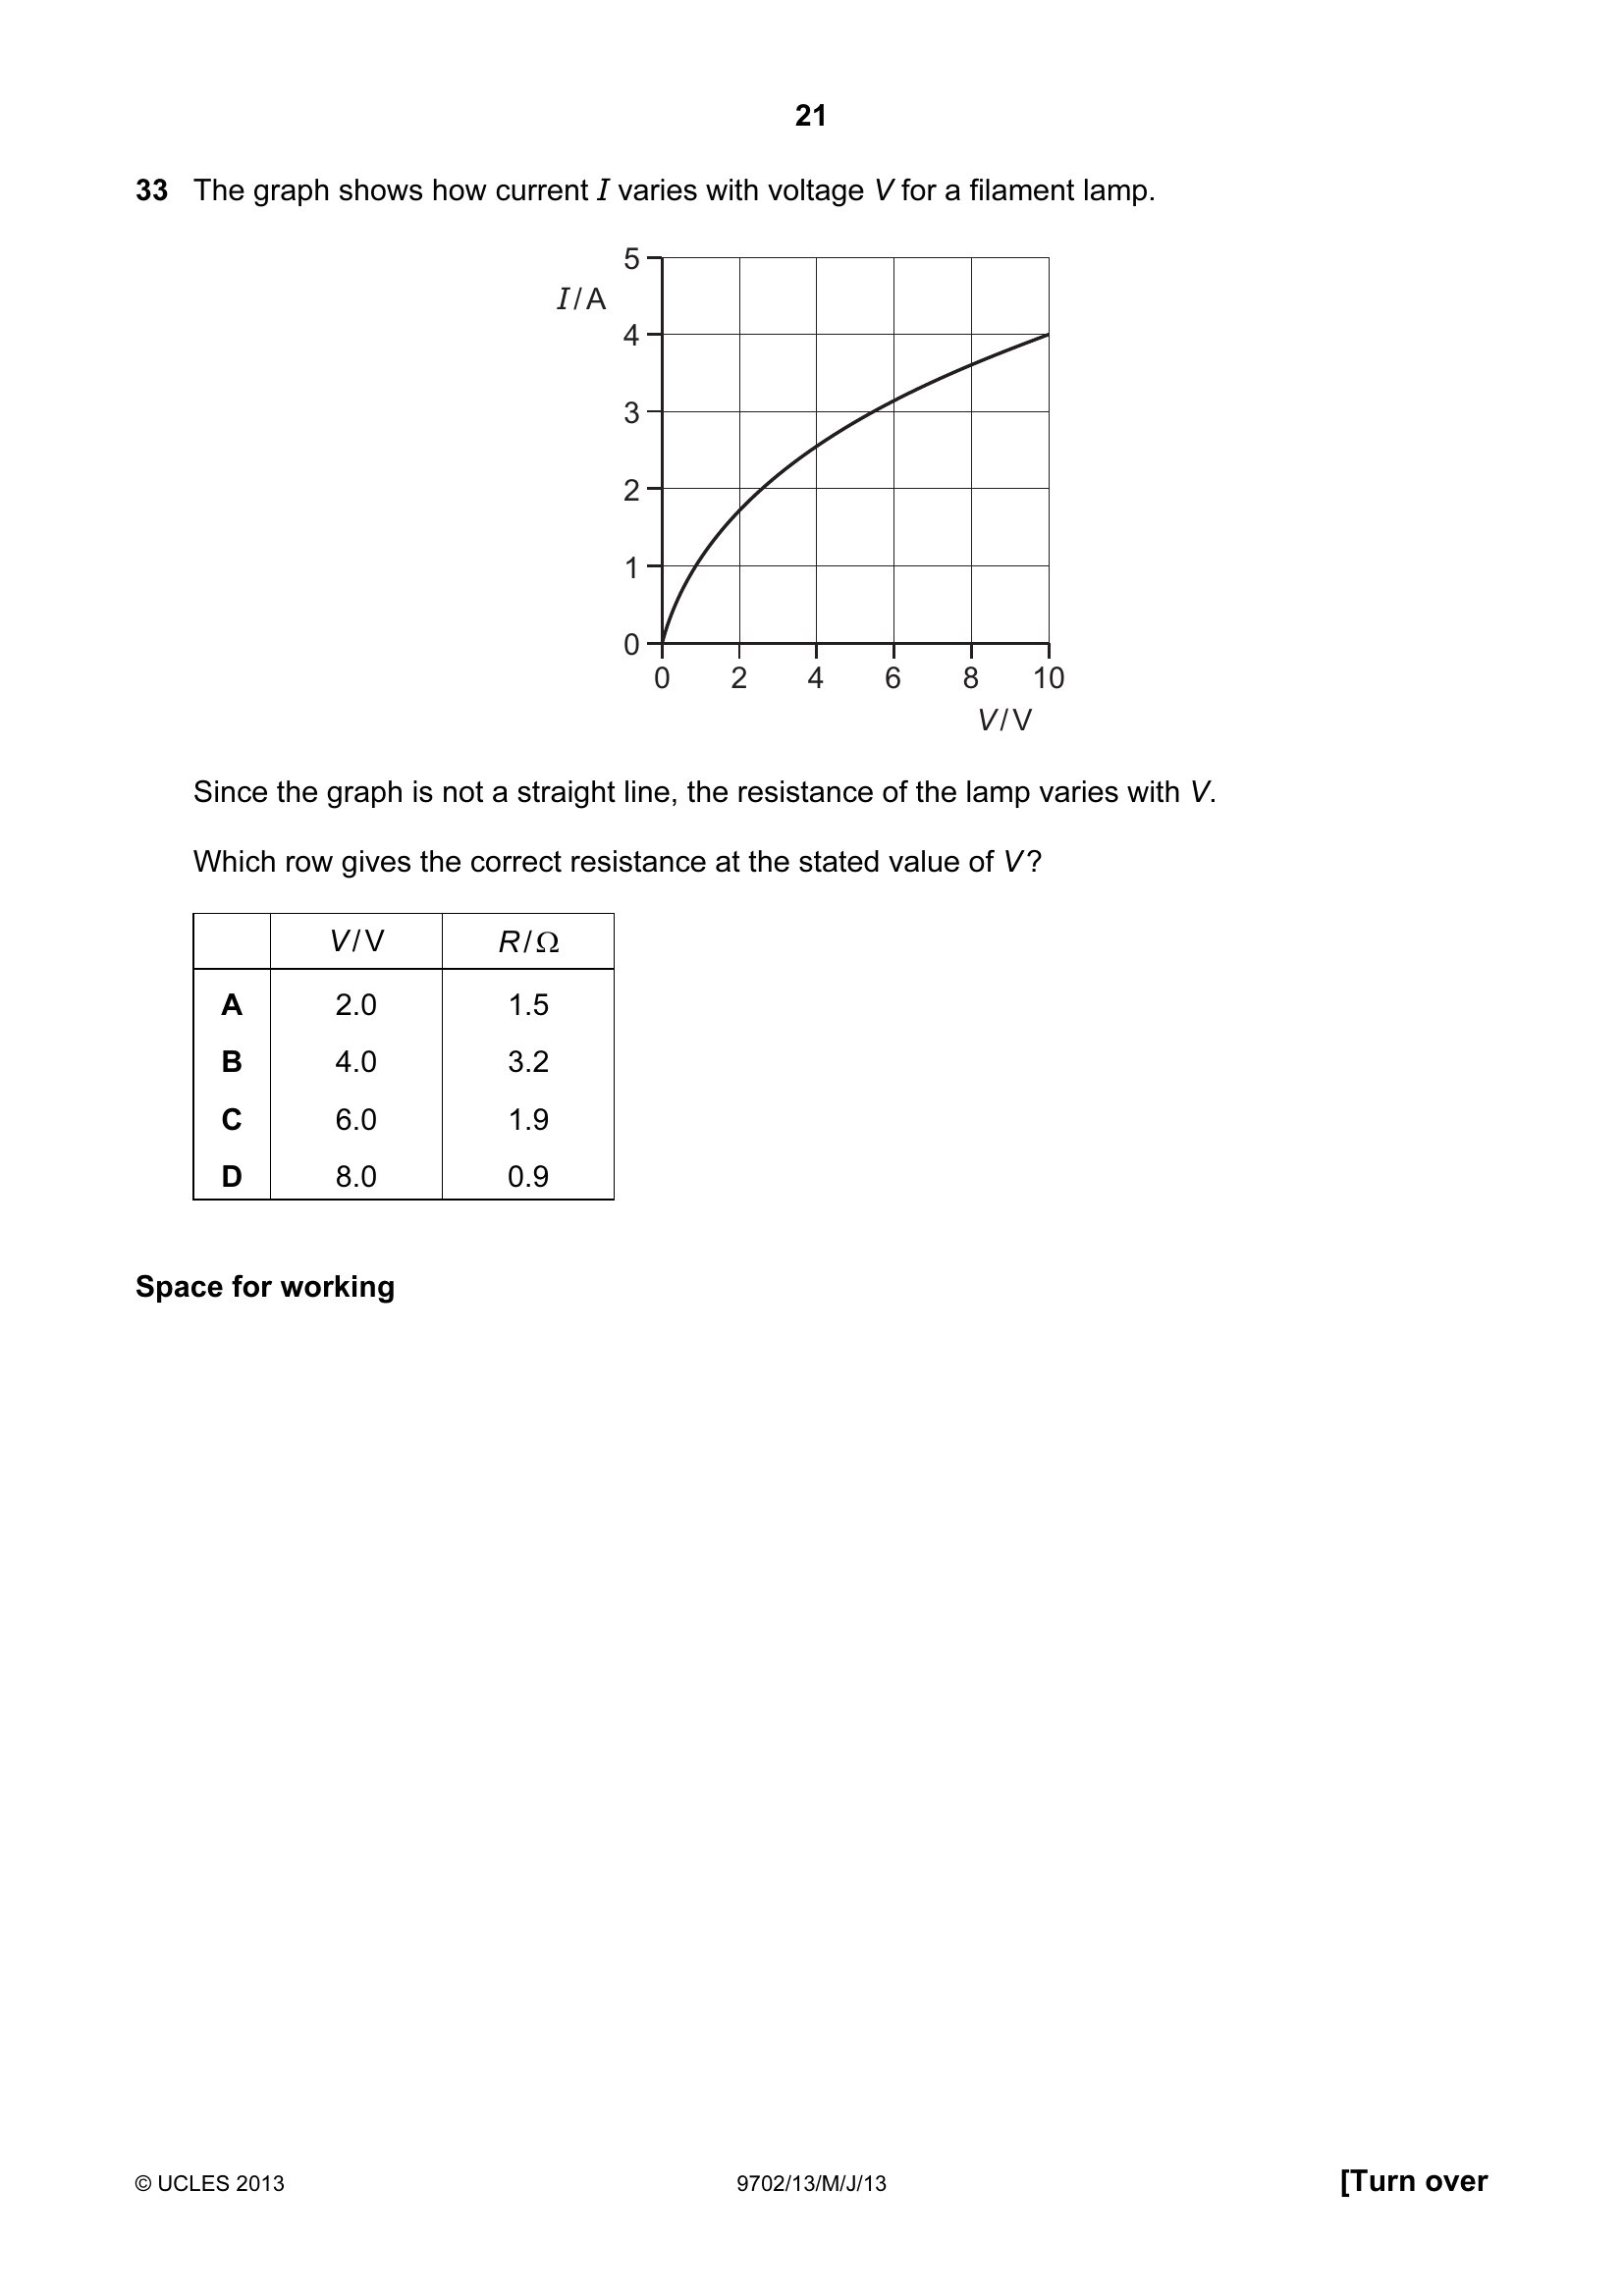 21
33 The graph shows how current I varies with voltage V for a filament lamp.
5
I / A
4
3
2
1
0
0 2 4 6 8 10
V / V
Since the graph is not a straight line, the resistance of the lamp varies with V.
Which row gives the correct resistance at the stated value of V?
V / V R / Ω
A 2.0 1.5
B 4.0 3.2
C 6.0 1.9
D 8.0 0.9
Space for working
© UCLES 2013 9702/13/M/J/13 [Turn over